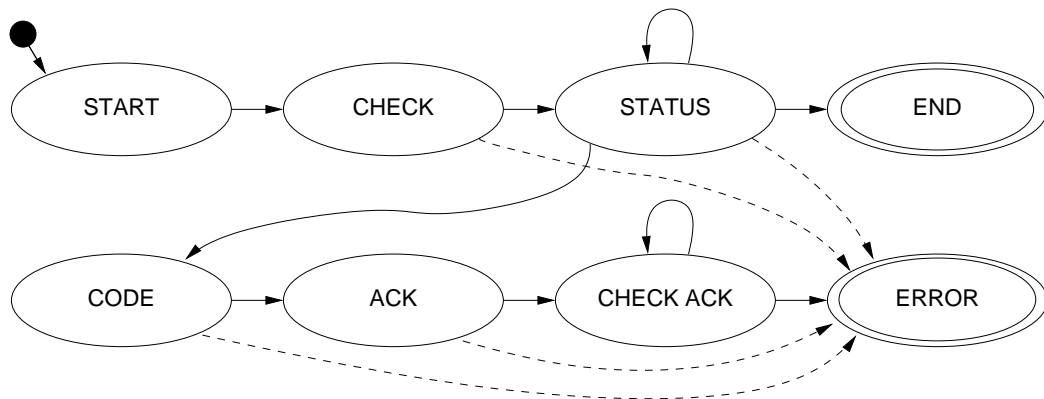 START
CHECK
STATUS
END
CODE
ACK
CHECK ACK
ERROR